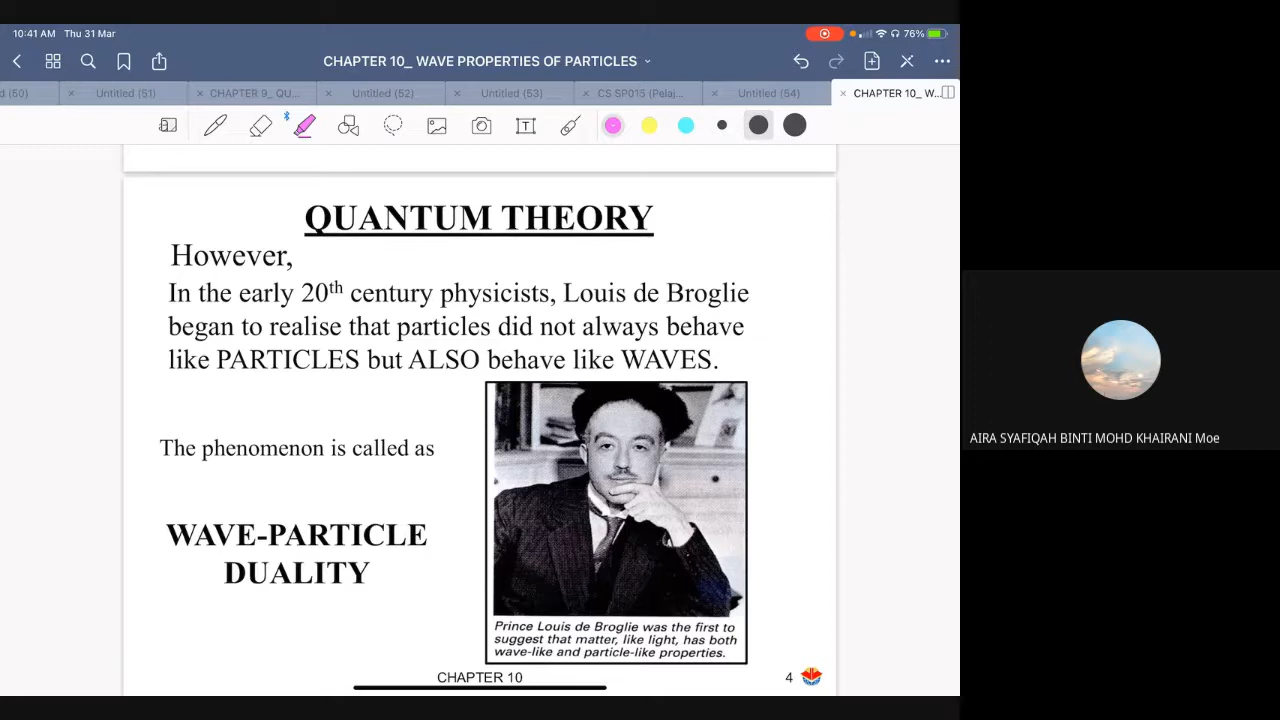 10:41 AM Thu 31 Mar
76%
CHAPTER 10_ WAVE PROPERTIES OF PARTICLES
d (50)
Untitled (51)
CHAPTER 9_ QU...
Untitled (52)
Untitled (53)
CS SP015 (Pelaj...
Untitled (54)
CHAPTER 10_ W...
T
QUANTUM THEORY
However,
In the early 20th century physicists, Louis de Broglie
began to realise that particles did not always behave
like PARTICLES but ALSO behave like WAVES.
The phenomenon is called as
WAVE-PARTICLE
DUALITY
Prince Louis de Broglie was the first to
suggest that matter, like light, has both
wave-like and particle-like properties.
CHAPTER 10
4
AIRA SYAFIQAH BINTI MOHD KHAIRANI Moe